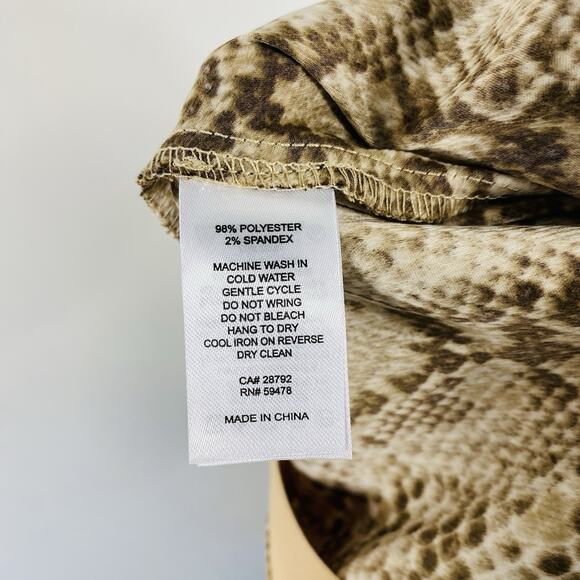 98% POLYESTER
2% SPANDEX
MACHINE WASH IN
COLD WATER
GENTLE CYCLE
DO NOT WRING
DO NOT BLEACH
HANG TO DRY
COOL IRON ON REVERSE
DRY CLEAN
CA# 28792
RN# 59478
MADE IN CHINA